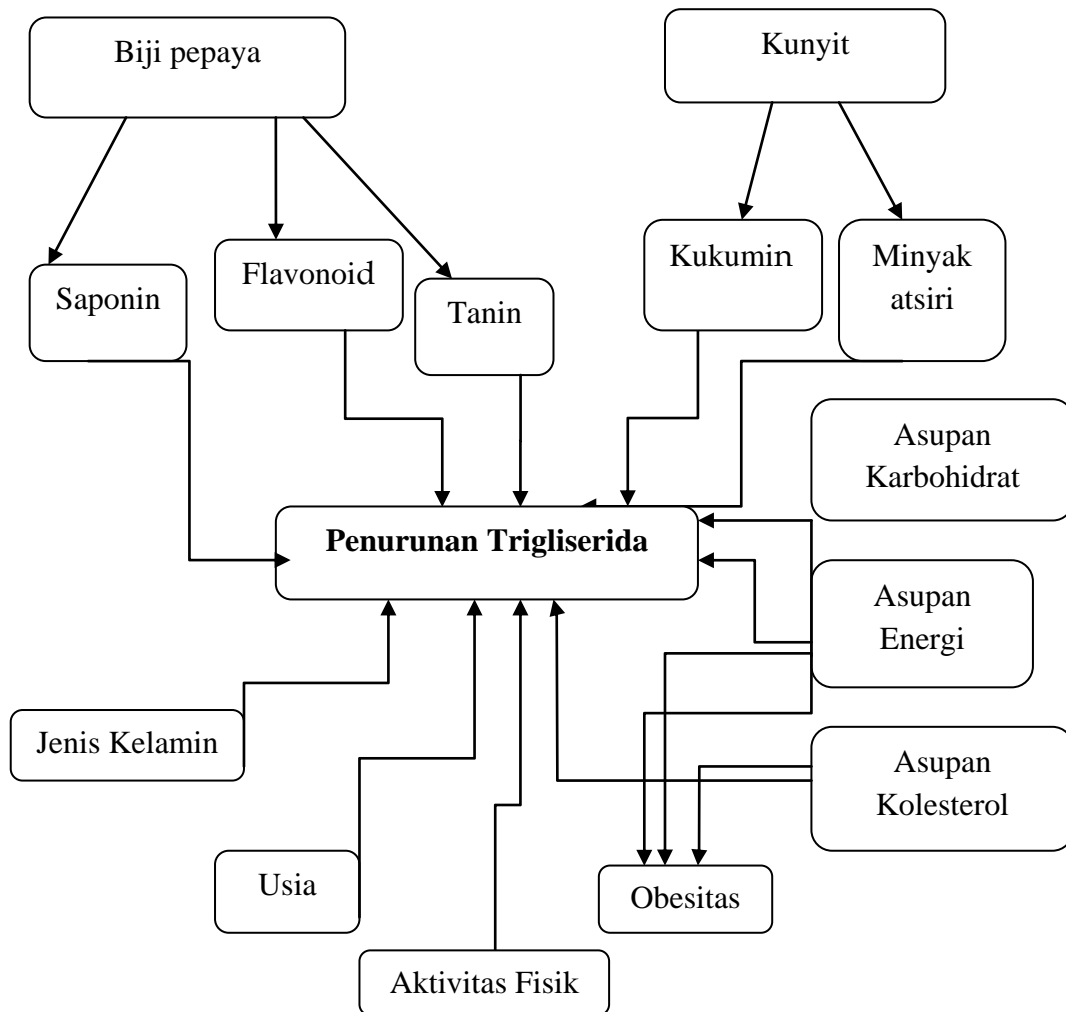 Biji pepaya
Kunyit
Saponin
Flavonoid
Tanin
Kukumin
Minyak
atsiri
Asupan
Karbohidrat
Penurunan Trigliserida
Asupan
Energi
Jenis Kelamin
Asupan
Kolesterol
Usia
Obesitas
Aktivitas Fisik